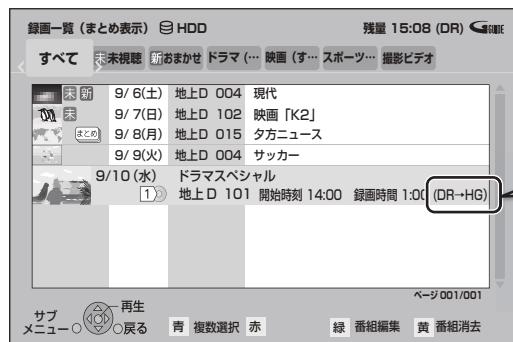 録画一覧（まとめ表示） HDD 残量 15:08 (DR) GGUIDE
すべて 未未視聴 新おまかせ ドラマ (… 映画 (す… スポーツ… 撮影ビデオ
未 新 9/ 6(土) 地上D 004 現代
未 9/ 7(日) 地上D 102 映画「K2」
まとめ 9/ 8(月) 地上D 015 夕方ニュース
9/ 9(火) 地上D 004 サッカー
9/10(水) ドラマスペシャル
1 地上D 101 開始時刻 14:00 録画時間 1:00 (DR→HG)
ページ 001/001
サブメニュー 再生 戻る
青 複数選択 赤 緑 番組編集 黄 番組消去